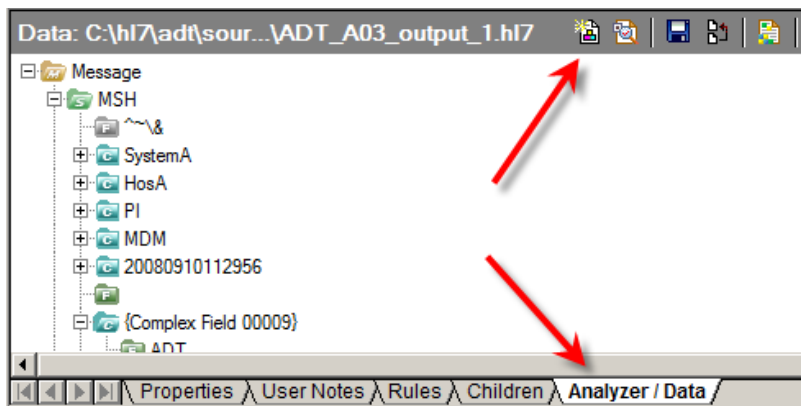 Data: C:\hl7\adt\sour...\ADT_A03_output_1.hl7
Message
MSH
^~\&
SystemA
HosA
PI
MDM
20080910112956
{Complex Field 00009}
ADT
Properties User Notes Rules Children Analyzer / Data